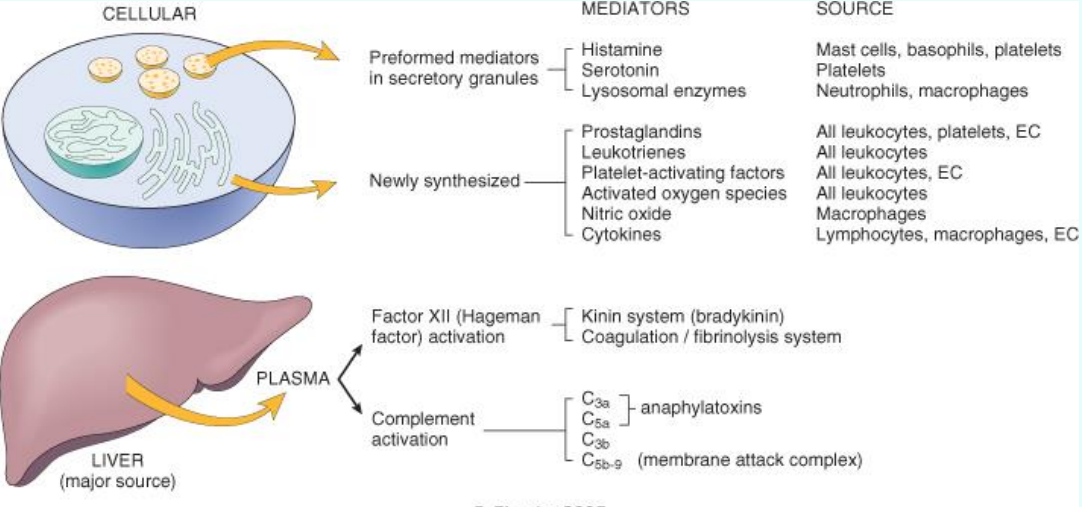 CELLULAR
MEDIATORS
SOURCE
Preformed mediators
in secretory granules
Histamine
Mast cells, basophils, platelets
Serotonin
Platelets
Lysosomal enzymes
Neutrophils, macrophages
Newly synthesized
Prostaglandins
All leukocytes, platelets, EC
Leukotrienes
All leukocytes
Platelet-activating factors
All leukocytes, EC
Activated oxygen species
All leukocytes
Nitric oxide
Macrophages
Cytokines
Lymphocytes, macrophages, EC
LIVER
(major source)
PLASMA
Factor XII (Hageman
factor) activation
Kinin system (bradykinin)
Coagulation / fibrinolysis system
Complement
activation
C3a
C5a
anaphylatoxins
C3b
C5b-9 (membrane attack complex)